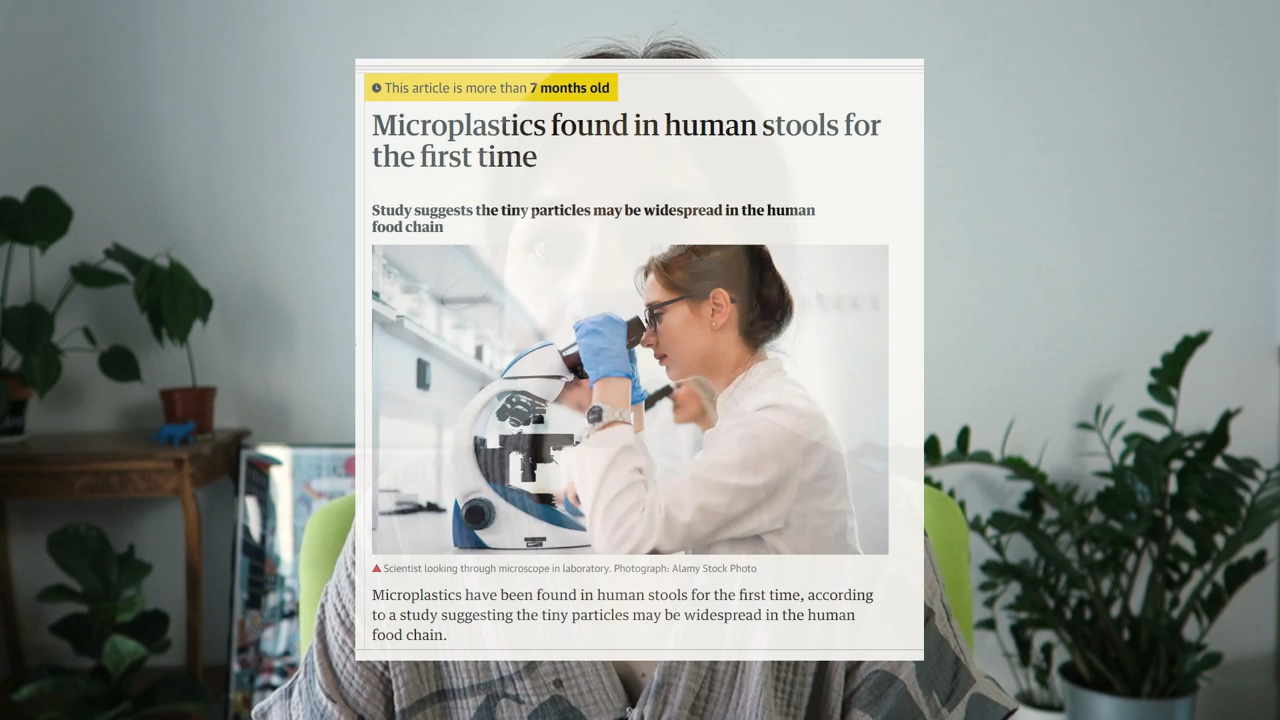 This article is more than 7 months old
Microplastics found in human stools for
the first time
Study suggests the tiny particles may be widespread in the human
food chain
Scientist looking through microscope in laboratory. Photograph: Alamy Stock Photo
Microplastics have been found in human stools for the first time, according
to a study suggesting the tiny particles may be widespread in the human
food chain.